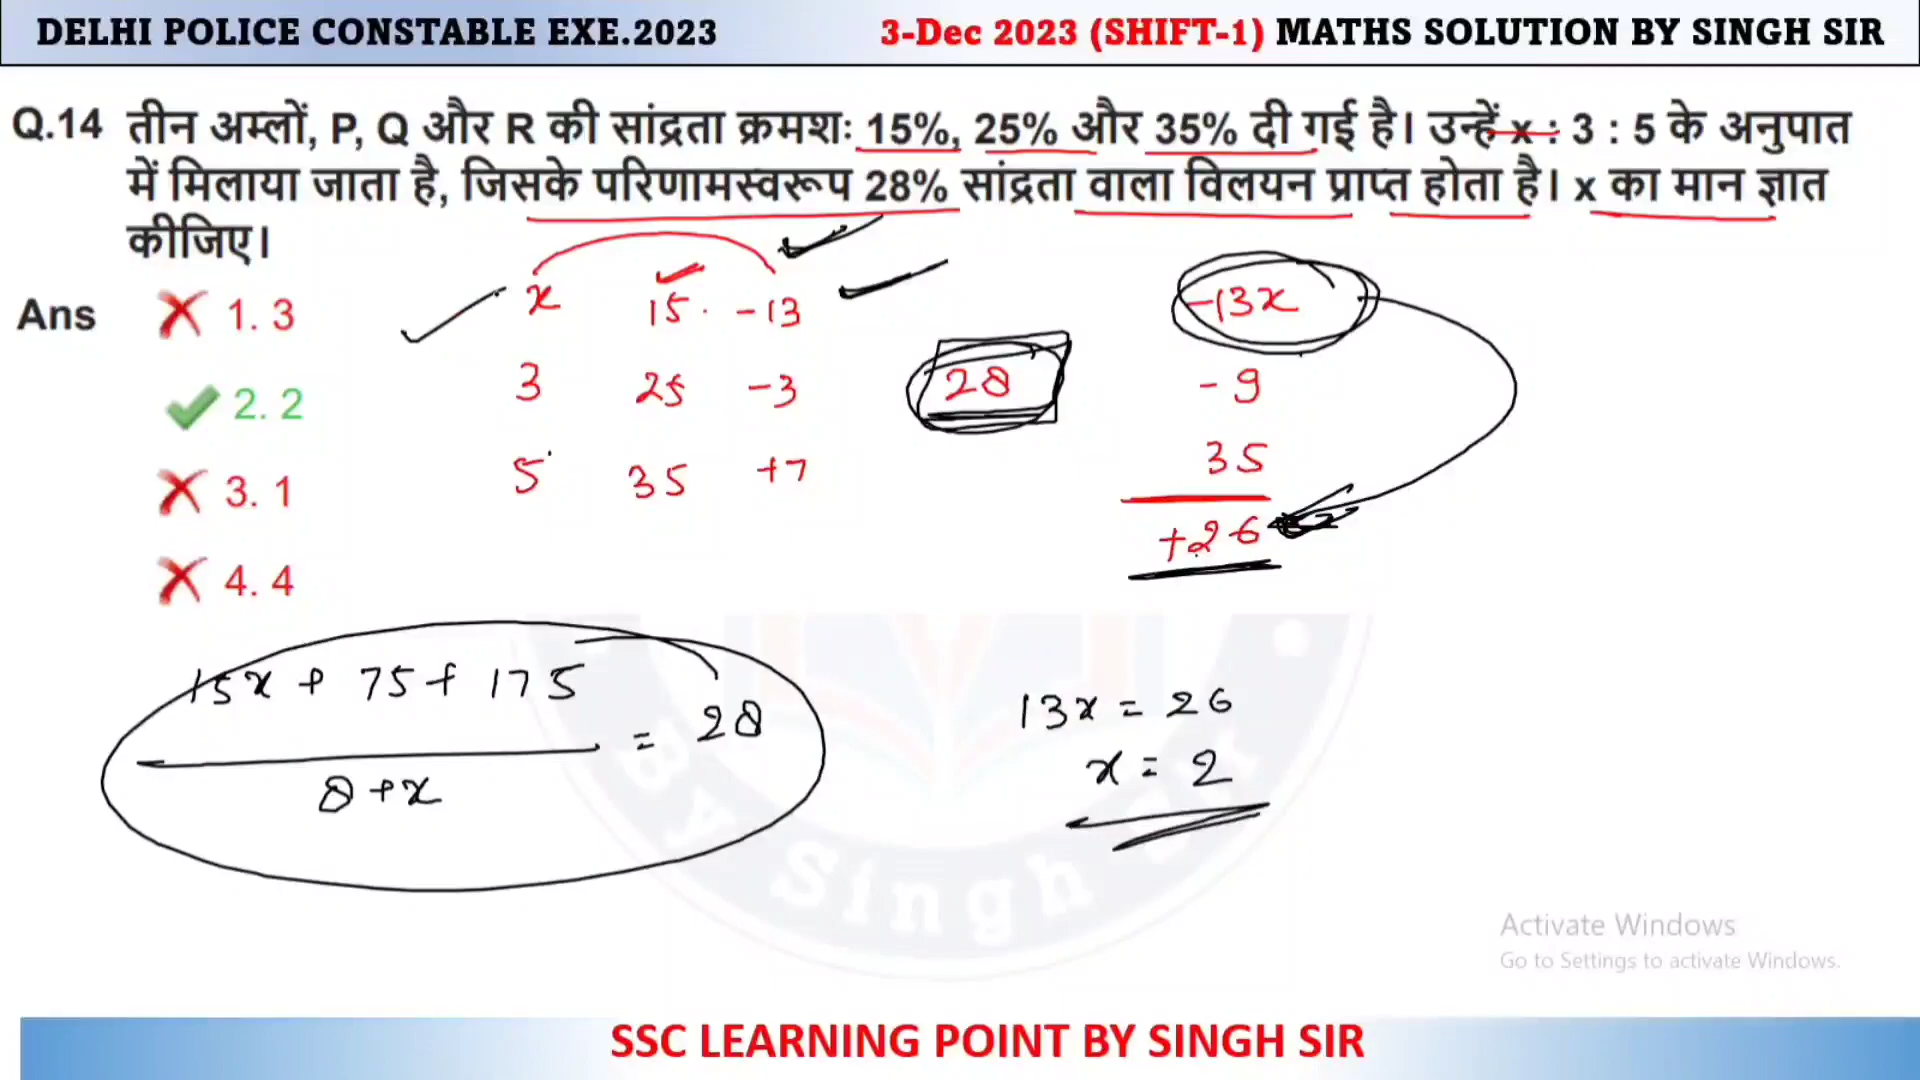 DELHI POLICE CONSTABLE EXE.2023 3-Dec 2023 (SHIFT-1) MATHS SOLUTION BY SINGH SIR
Q.14 तीन अम्लों, P, Q और R की सांद्रता क्रमशः 15%, 25% और 35% दी गई है। उन्हें x : 3 : 5 के अनुपात
में मिलाया जाता है, जिसके परिणामस्वरूप 28% सांद्रता वाला विलयन प्राप्त होता है। x का मान ज्ञात
कीजिए।
Ans 1. 3
2. 2
3. 1
4. 4
x 15 -13
3 25 -3
5 35 +7
28
-13x
-9
35
+26
15x + 75 + 175
= 28
8 + x
13x = 26
x = 2
By Singh
Activate Windows
Go to Settings to activate Windows.
SSC LEARNING POINT BY SINGH SIR